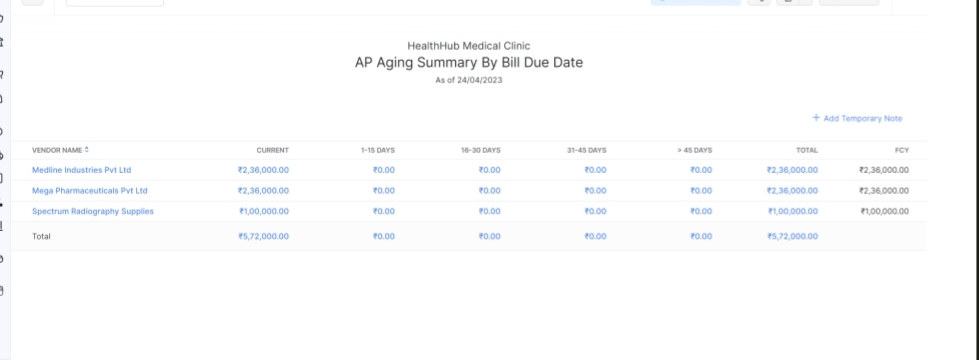 HealthHub Medical Clinic
AP Aging Summary By Bill Due Date
As of 24/04/2023
+ Add Temporary Note
VENDOR NAME CURRENT 1-15 DAYS 16-30 DAYS 31-45 DAYS > 45 DAYS TOTAL FCY
Medline Industries Pvt Ltd ₹2,36,000.00 ₹0.00 ₹0.00 ₹0.00 ₹0.00 ₹2,36,000.00 ₹2,36,000.00
Mega Pharmaceuticals Pvt Ltd ₹2,36,000.00 ₹0.00 ₹0.00 ₹0.00 ₹0.00 ₹2,36,000.00 ₹2,36,000.00
Spectrum Radiography Supplies ₹1,00,000.00 ₹0.00 ₹0.00 ₹0.00 ₹0.00 ₹1,00,000.00 ₹1,00,000.00
Total ₹5,72,000.00 ₹0.00 ₹0.00 ₹0.00 ₹0.00 ₹5,72,000.00